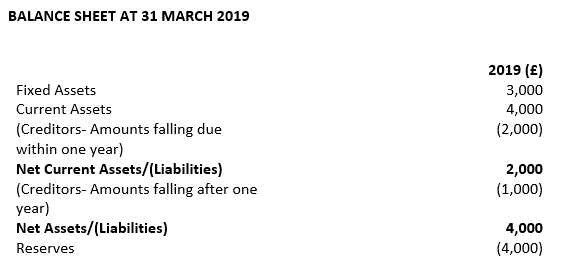 BALANCE SHEET AT 31 MARCH 2019
2019 (£)
Fixed Assets 3,000
Current Assets 4,000
(Creditors- Amounts falling due (2,000)
within one year)
Net Current Assets/(Liabilities) 2,000
(Creditors- Amounts falling after one (1,000)
year)
Net Assets/(Liabilities) 4,000
Reserves (4,000)